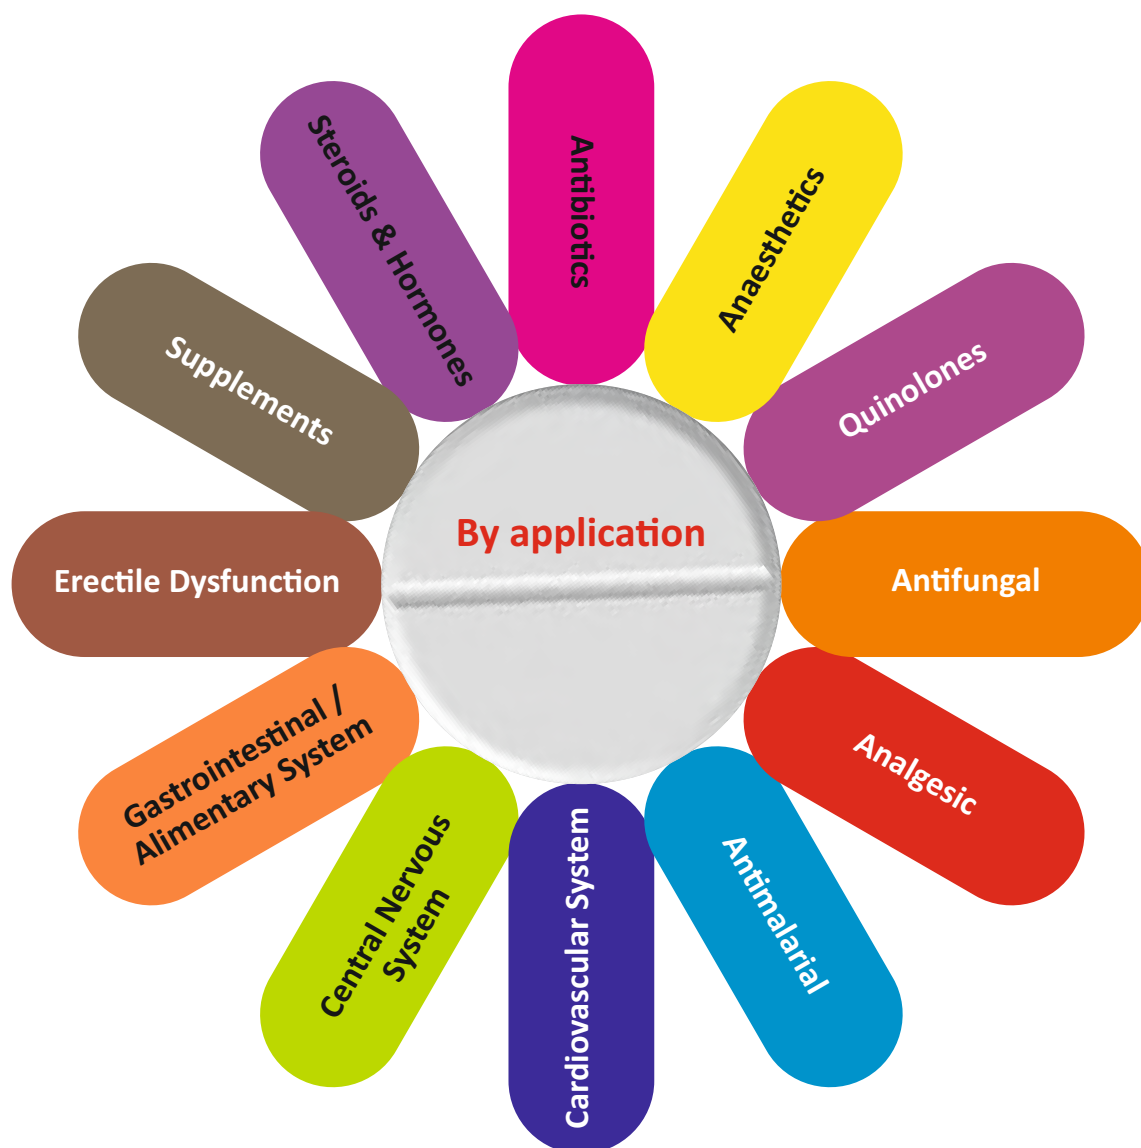 By application
Antibiotics
Anaesthetics
Quinolones
Antifungal
Analgesic
Antimalarial
Cardiovascular System
Central Nervous
System
Gastrointestinal /
Alimentary System
Erectile Dysfunction
Supplements
Steroids & Hormones